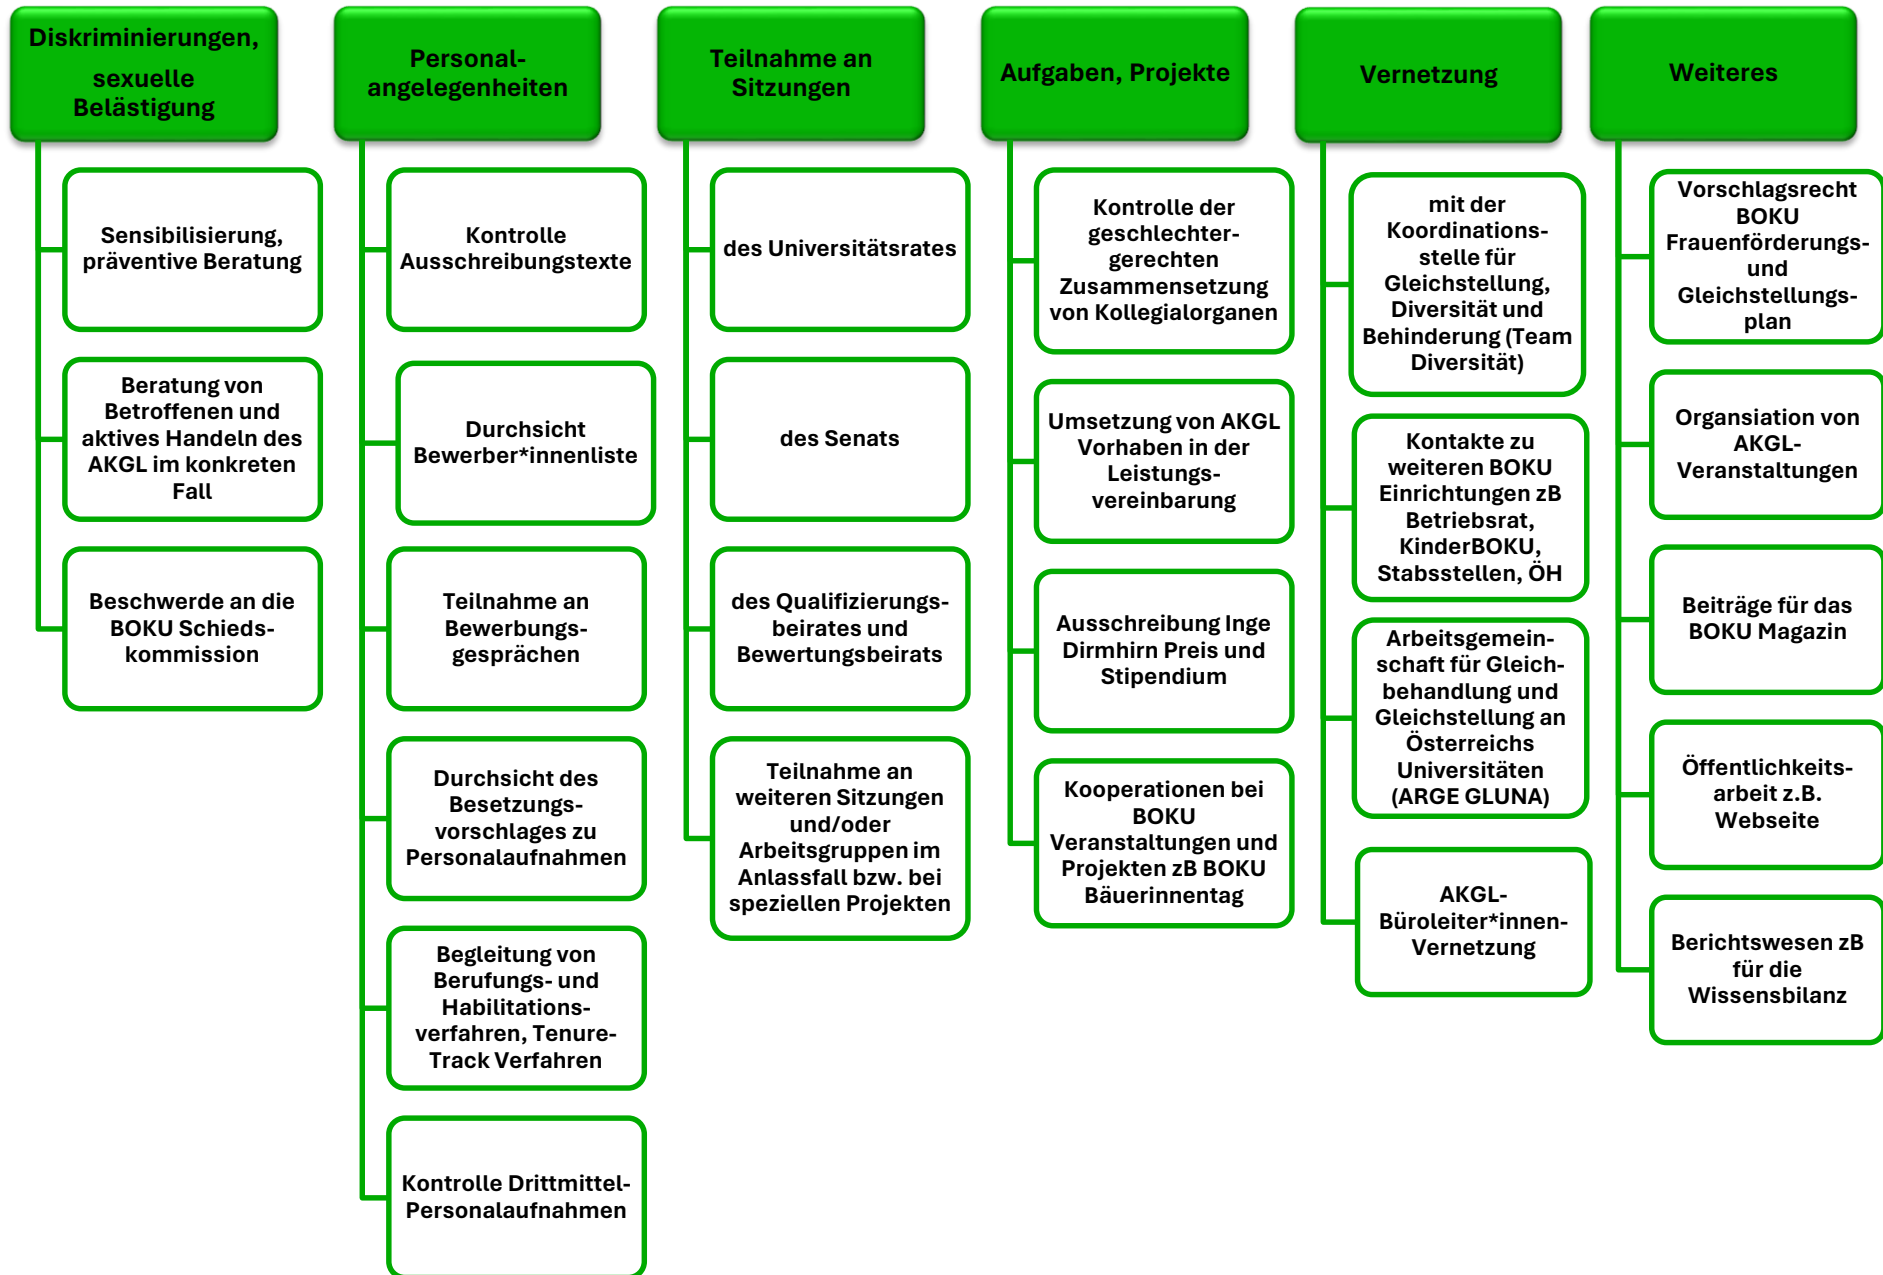 Diskriminierungen,
sexuelle
Belästigung
Sensibilisierung,
präventive Beratung
Beratung von
Betroffenen und
aktives Handeln des
AKGL im konkreten
Fall
Beschwerde an die
BOKU Schieds-
kommission
Personal-
angelegenheiten
Kontrolle
Ausschreibungstexte
Durchsicht
Bewerber*innenliste
Teilnahme an
Bewerbungs-
gesprächen
Durchsicht des
Besetzungs-
vorschlages zu
Personalaufnahmen
Begleitung von
Berufungs- und
Habilitations-
verfahren, Tenure-
Track Verfahren
Kontrolle Drittmittel-
Personalaufnahmen
Teilnahme an
Sitzungen
des Universitätsrates
des Senats
des Qualifizierungs-
beirates und
Bewertungsbeirats
Teilnahme an
weiteren Sitzungen
und/oder
Arbeitsgruppen im
Anlassfall bzw. bei
speziellen Projekten
Aufgaben, Projekte
Kontrolle der
geschlechter-
gerechten
Zusammensetzung
von Kollegialorganen
Umsetzung von AKGL
Vorhaben in der
Leistungs-
vereinbarung
Ausschreibung Inge
Dirmhirn Preis und
Stipendium
Kooperationen bei
BOKU
Veranstaltungen und
Projekten zB BOKU
Bäuerinnentag
Vernetzung
mit der
Koordinations-
stelle für
Gleichstellung,
Diversität und
Behinderung (Team
Diversität)
Kontakte zu
weiteren BOKU
Einrichtungen zB
Betriebsrat,
KinderBOKU,
Stabsstellen, ÖH
Arbeitsgemein-
schaft für Gleich-
behandlung und
Gleichstellung an
Österreichs
Universitäten
(ARGE GLUNA)
AKGL-
Büroleiter*innen-
Vernetzung
Weiteres
Vorschlagsrecht
BOKU
Frauenförderungs-
und
Gleichstellungs-
plan
Organsiation von
AKGL-
Veranstaltungen
Beiträge für das
BOKU Magazin
Öffentlichkeits-
arbeit z.B.
Webseite
Berichtswesen zB
für die
Wissensbilanz